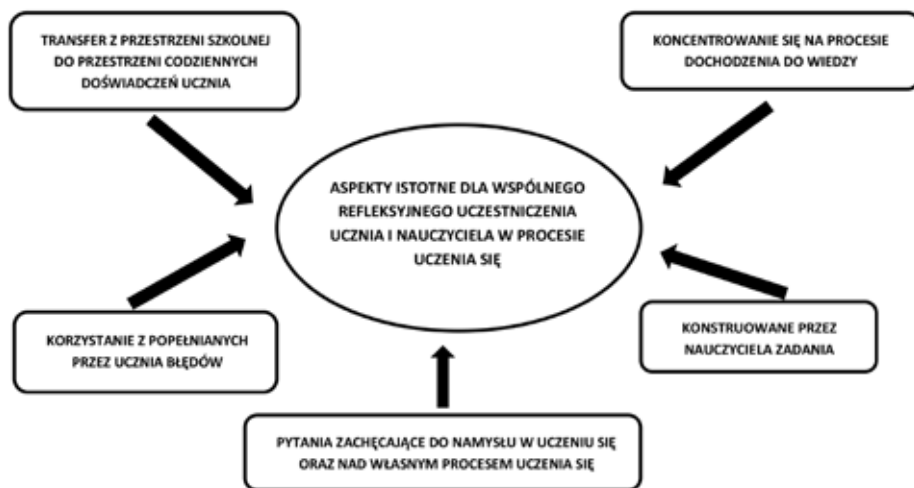 TRANSFER Z PRZESTRZENI SZKOLNEJ
DO PRZESTRZENI CODZIENNYCH
DOŚWIADCZEŃ UCZNIA
KONCENTROWANIE SIĘ NA PROCESIE
DOCHODZENIA DO WIEDZY
ASPEKTY ISTOTNE DLA WSPÓLNEGO
REFLEKSYJNEGO UCZESTNICZENIA
UCZNIA I NAUCZYCIELA W PROCESIE
UCZENIA SIĘ
KORZYSTANIE Z POPEŁNIANYCH
PRZEZ UCZNIA BŁĘDÓW
KONSTRUOWANE PRZEZ
NAUCZYCIELA ZADANIA
PYTANIA ZACHĘCAJĄCE DO NAMYSŁU W UCZENIU SIĘ
ORAZ NAD WŁASNYM PROCESEM UCZENIA SIĘ